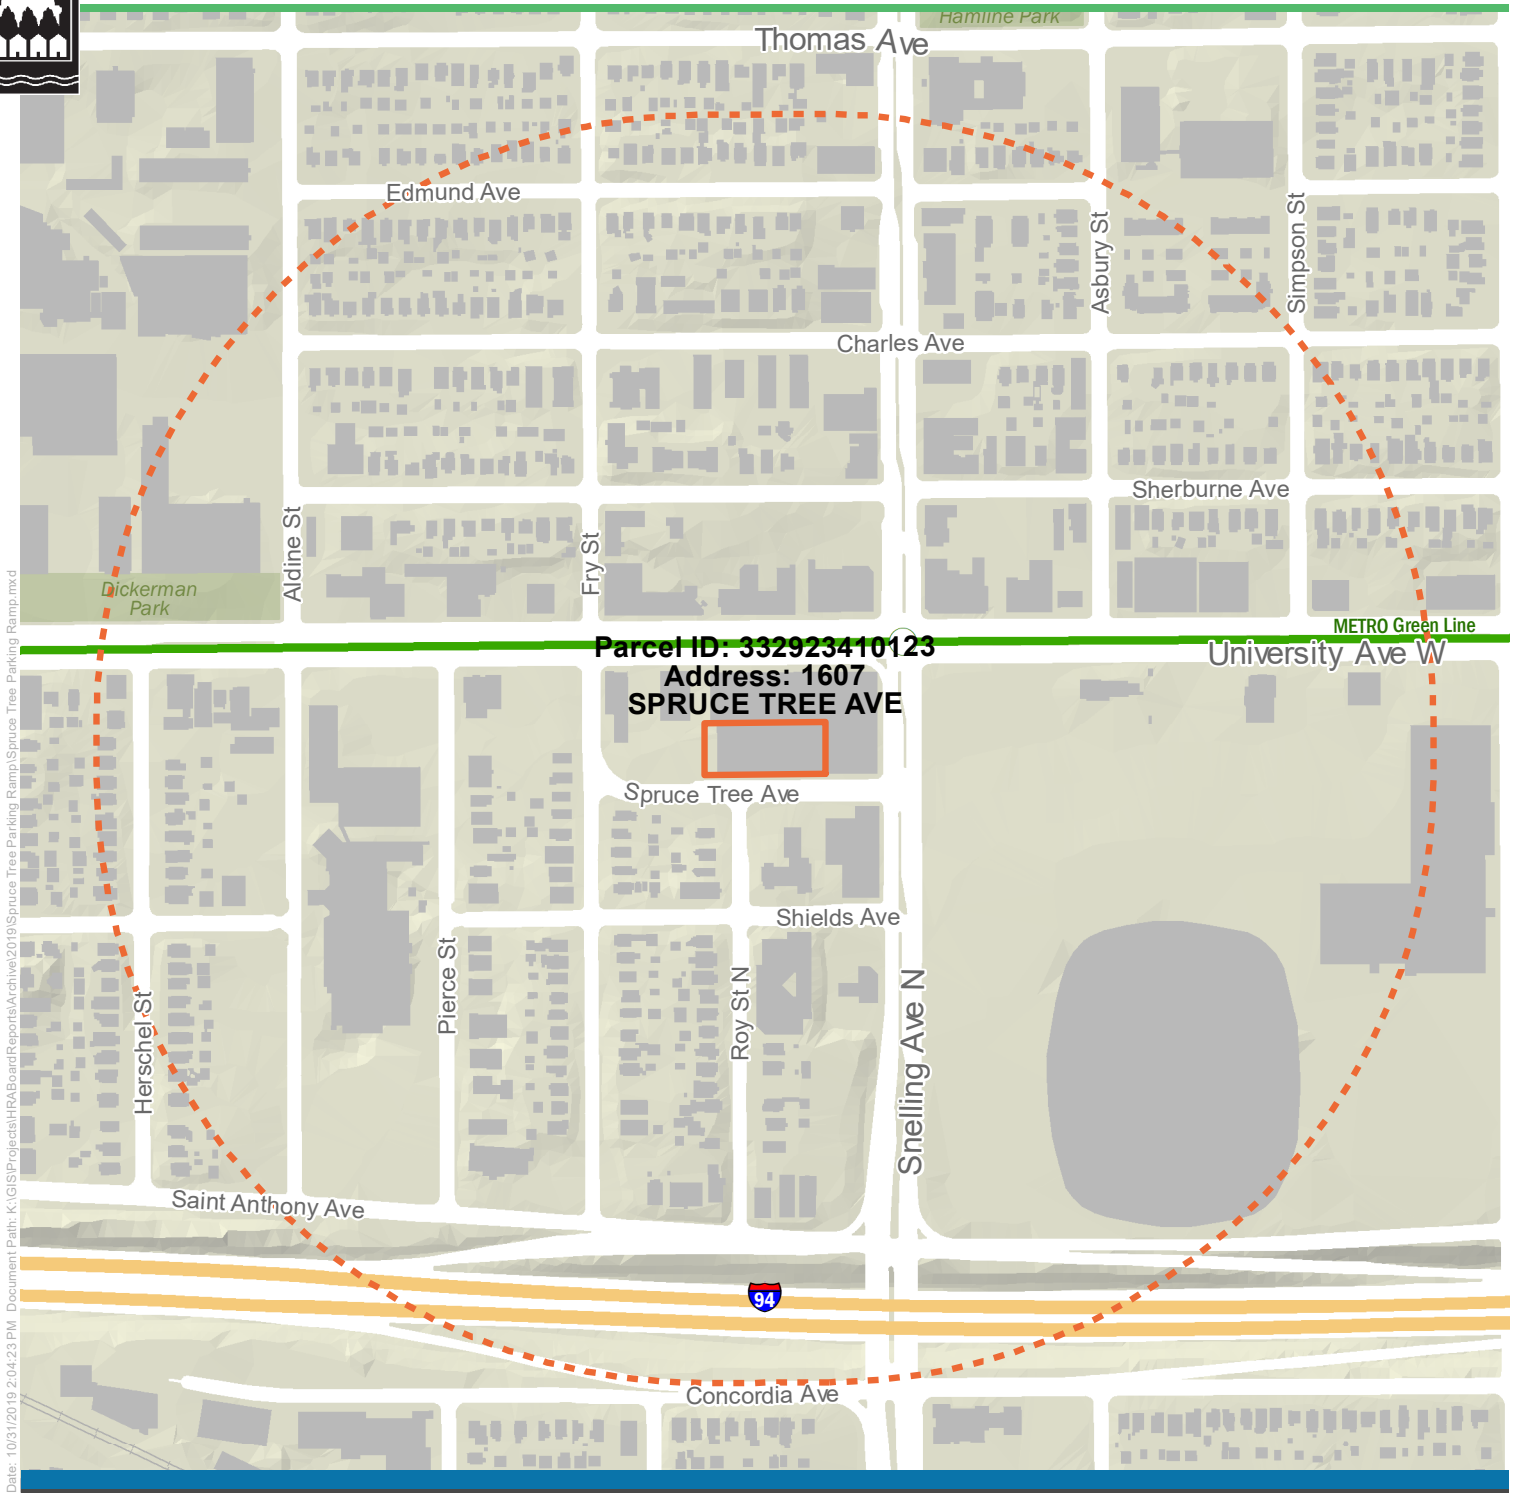 Hamline Park
Thomas Ave
Edmund Ave
Asbury St
Simpson St
Charles Ave
Sherburne Ave
Aldine St
Fry St
Dickerman
Park
METRO Green Line
University Ave W
Parcel ID: 332923410123
Address: 1607
SPRUCE TREE AVE
Spruce Tree Ave
Shields Ave
Pierce St
Roy St N
Snelling Ave N
Herschel St
Saint Anthony Ave
94
Concordia Ave
Date: 10/31/2019 2:04:23 PM Document Path: K:\GIS\Projects\HRABoardReports\Archive\2019\Spruce Tree Parking Ramp\Spruce Tree Parking Ramp.mxd